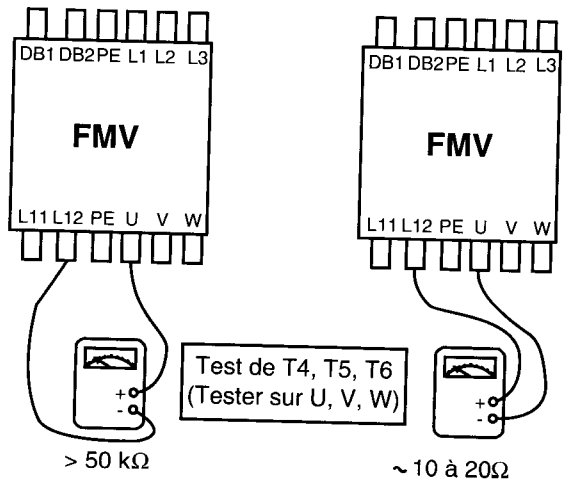 DB1 DB2 PE L1 L2 L3
FMV
L11 L12 PE U V W
+
-
> 50 kΩ
Test de T4, T5, T6
(Tester sur U, V, W)
DB1 DB2 PE L1 L2 L3
FMV
L11 L12 PE U V W
+
-
~ 10 à 20Ω